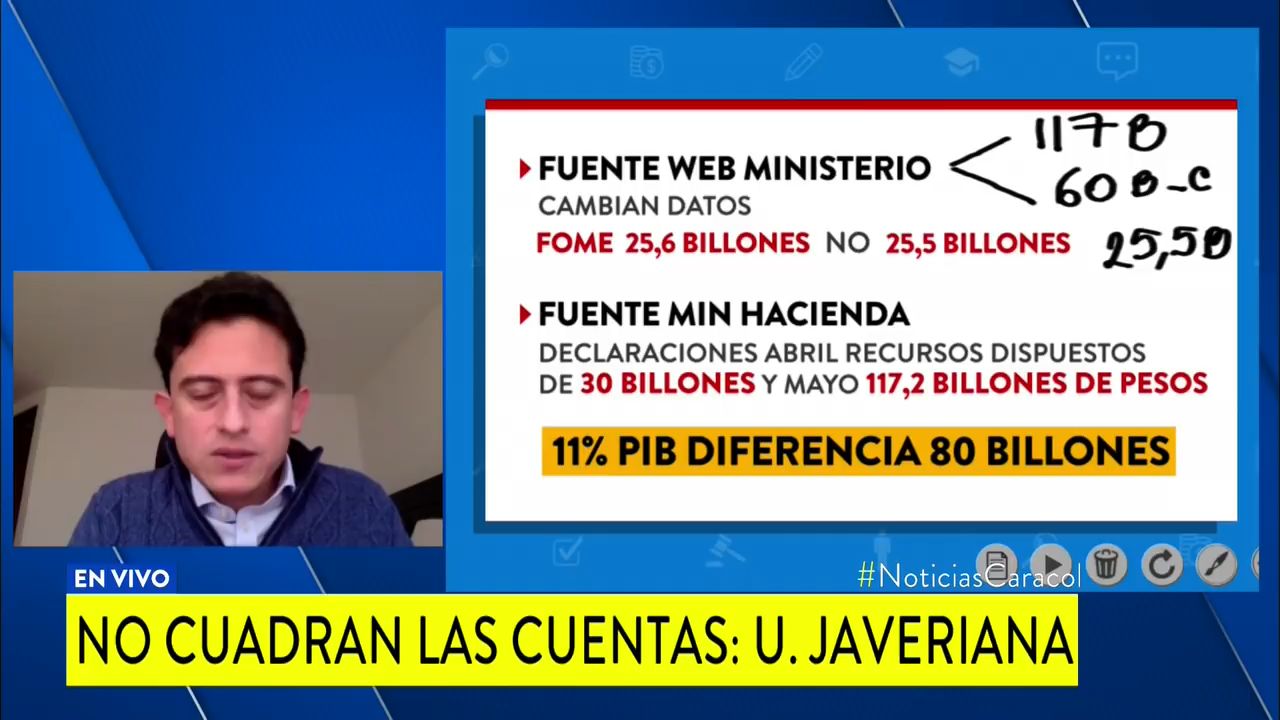 FUENTE WEB MINISTERIO
117 B
60 B-C
CAMBIAN DATOS
FOME 25,6 BILLONES NO 25,5 BILLONES
25,5B
FUENTE MIN HACIENDA
DECLARACIONES ABRIL RECURSOS DISPUESTOS
DE 30 BILLONES Y MAYO 117,2 BILLONES DE PESOS
11% PIB DIFERENCIA 80 BILLONES
EN VIVO
#NoticiasCaracol
NO CUADRAN LAS CUENTAS: U. JAVERIANA